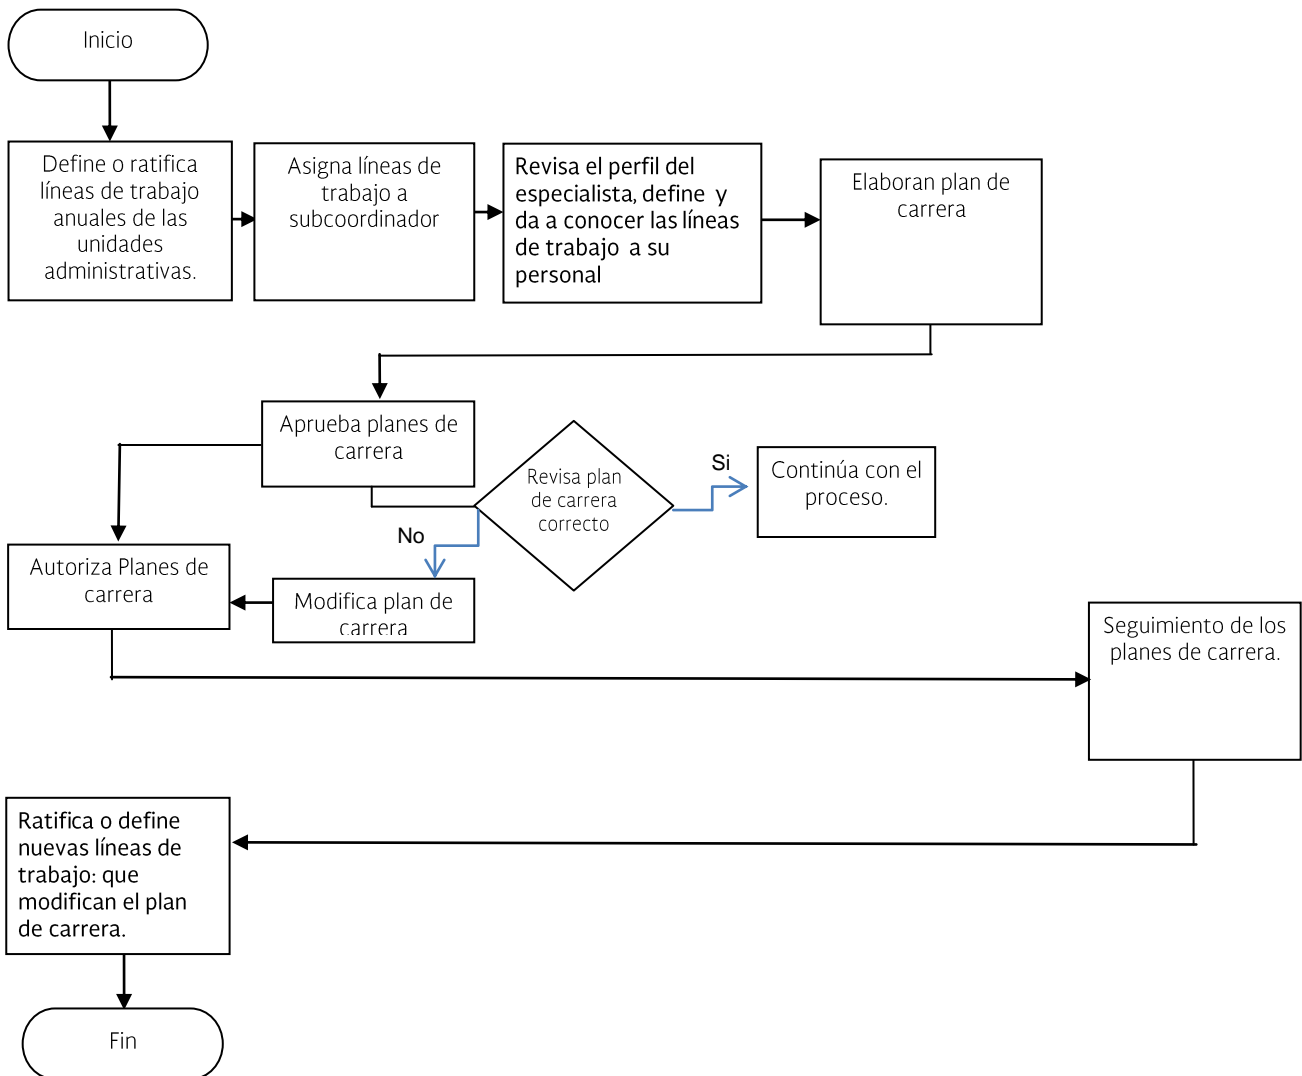 Inicio
Define o ratifica
líneas de trabajo
anuales de las
unidades
administrativas.
Asigna líneas de
trabajo a
subcoordinador
Revisa el perfil del
especialista, define y
da a conocer las líneas
de trabajo a su
personal
Elaboran plan de
carrera
Aprueba planes de
carrera
Revisa plan
de carrera
correcto
Si
Continúa con el
proceso.
No
Autoriza Planes de
carrera
Modifica plan de
carrera
Seguimiento de los
planes de carrera.
Ratifica o define
nuevas líneas de
trabajo: que
modifican el plan
de carrera.
Fin